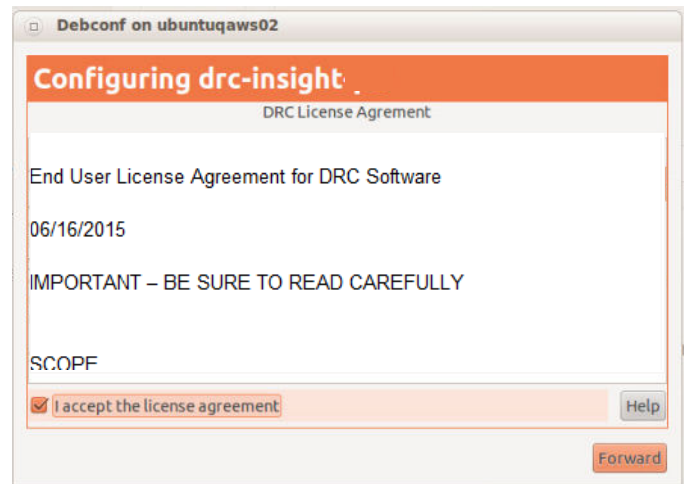 Debconf on ubuntuqaws02
Configuring drc-insight-
DRC License Agrement
End User License Agreement for DRC Software
06/16/2015
IMPORTANT – BE SURE TO READ CAREFULLY
SCOPE
I accept the license agreement
Help
Forward